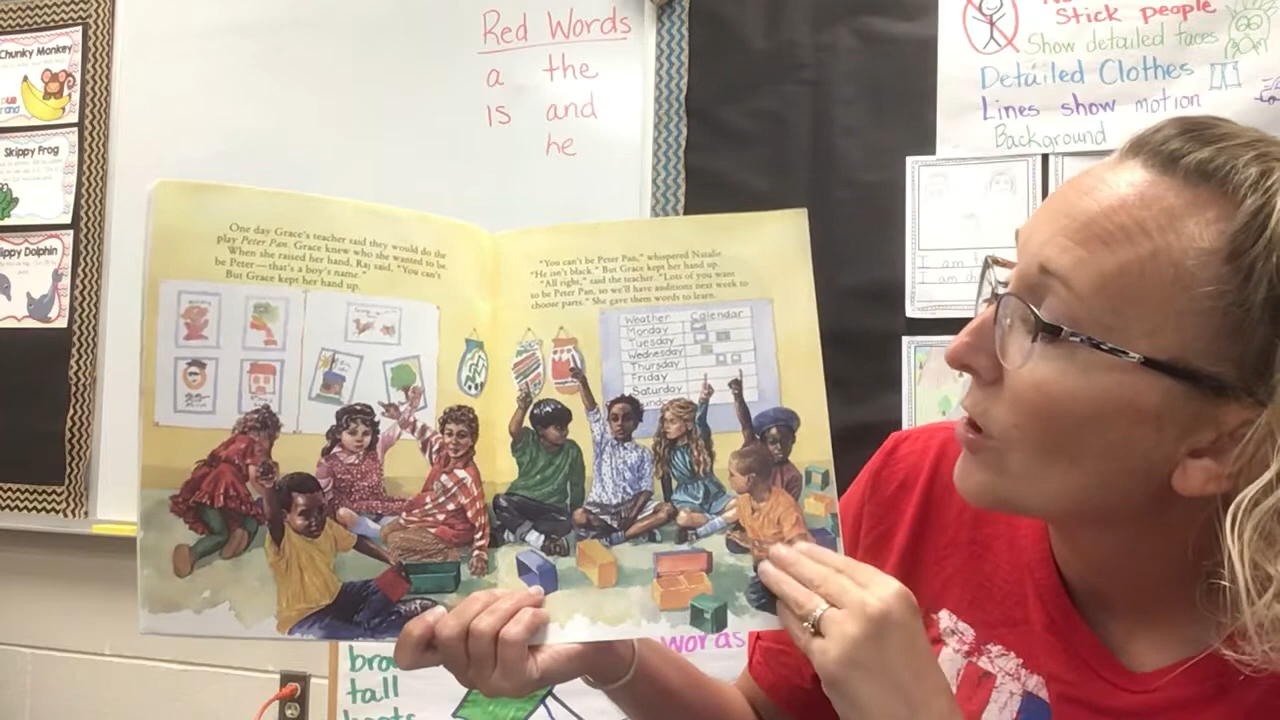 Chunky Monkey
Skippy Frog
ippy Dolphin
Red Words
a the
is and
he
Stick people
Show detailed faces
Detailed Clothes
Lines show motion
Background
One day Grace's teacher said they would do the
play Peter Pan. Grace knew who she wanted to be.
When she raised her hand, Raj said, "You can't
be Peter—that's a boy's name."
But Grace kept her hand up.
"You can't be Peter Pan," whispered Natalie.
"He isn't black." But Grace kept her hand up.
"All right," said the teacher. "Lots of you want
to be Peter Pan, so we'll have auditions next week to
choose parts." She gave them words to learn.
Weather Calendar
Monday
Tuesday
Wednesday
Thursday
Friday
Saturday
I am
I am
words
tall